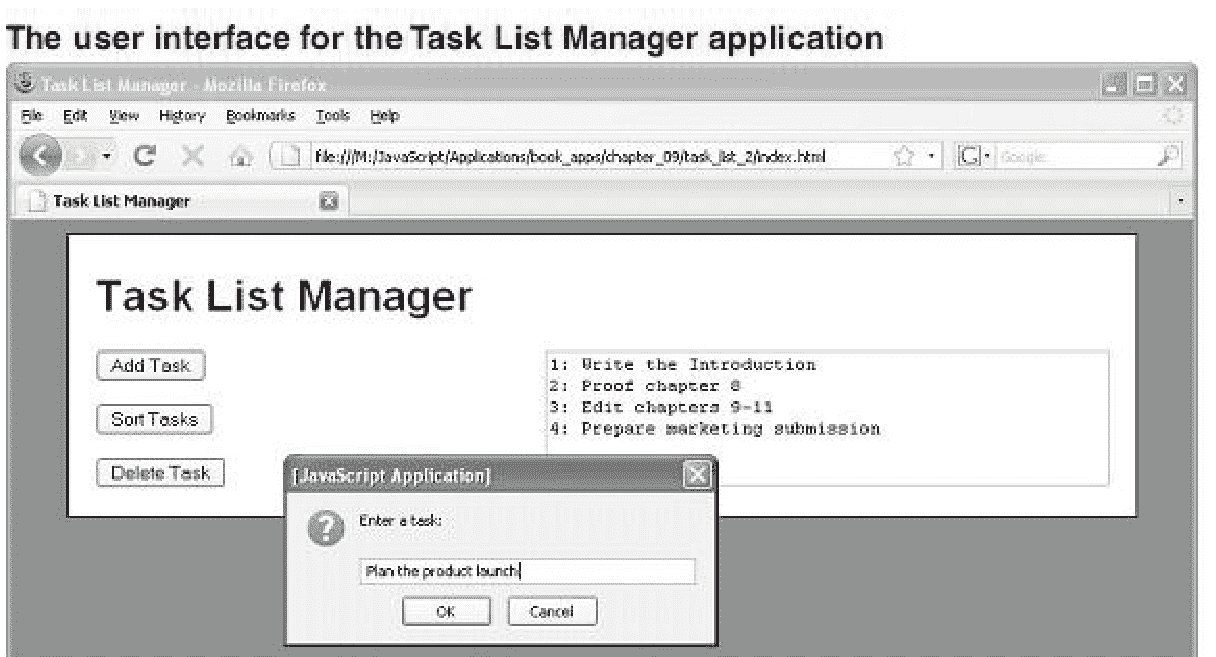 The user interface for the Task List Manager application
Task List Manager - Mozilla Firefox
File Edit View History Bookmarks Tools Help
file:///M:/JavaScript/Applications/book_apps/chapter_09/task_list_2/index.html
G Google
Task List Manager
Task List Manager
Add Task
Sort Tasks
Delete Task
1: Write the Introduction
2: Proof chapter 8
3: Edit chapters 9-11
4: Prepare marketing submission
[JavaScript Application]
Enter a task:
Plan the product launch
OK Cancel